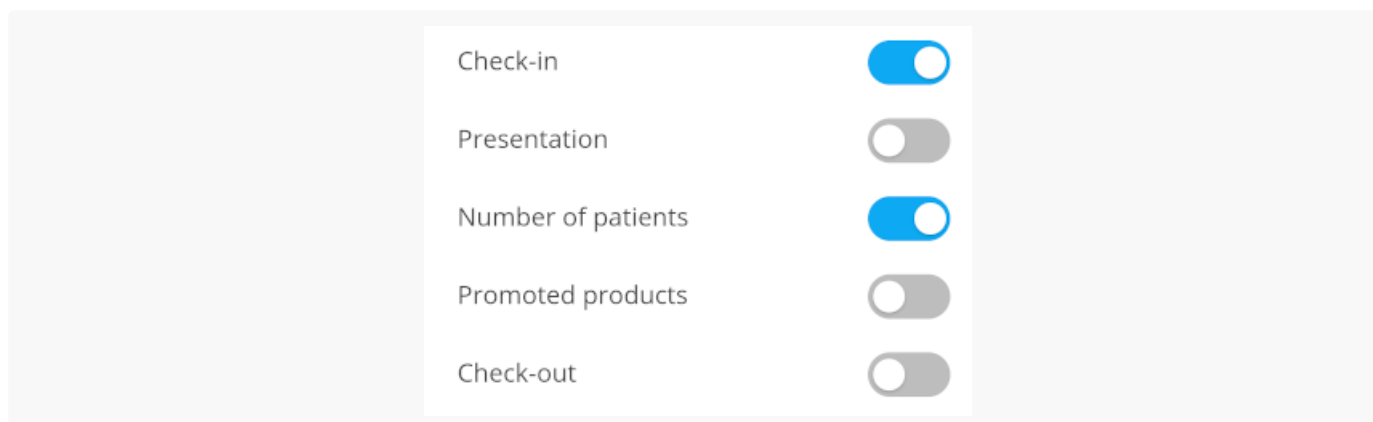 Check-in
Presentation
Number of patients
Promoted products
Check-out